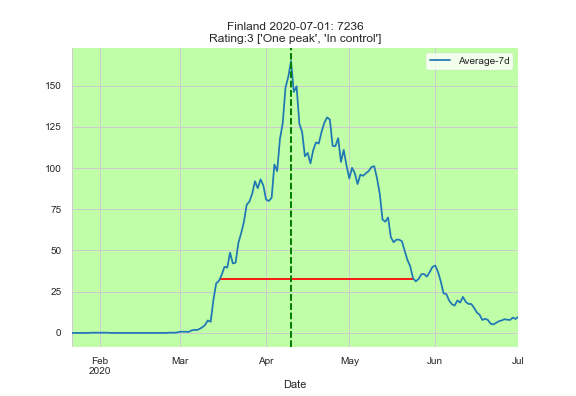 Finland 2020-07-01: 7236
Rating:3 ['One peak', 'In control']
Average-7d
150
125
100
75
50
25
0
Feb
2020
Mar
Apr
May
Jun
Jul
Date